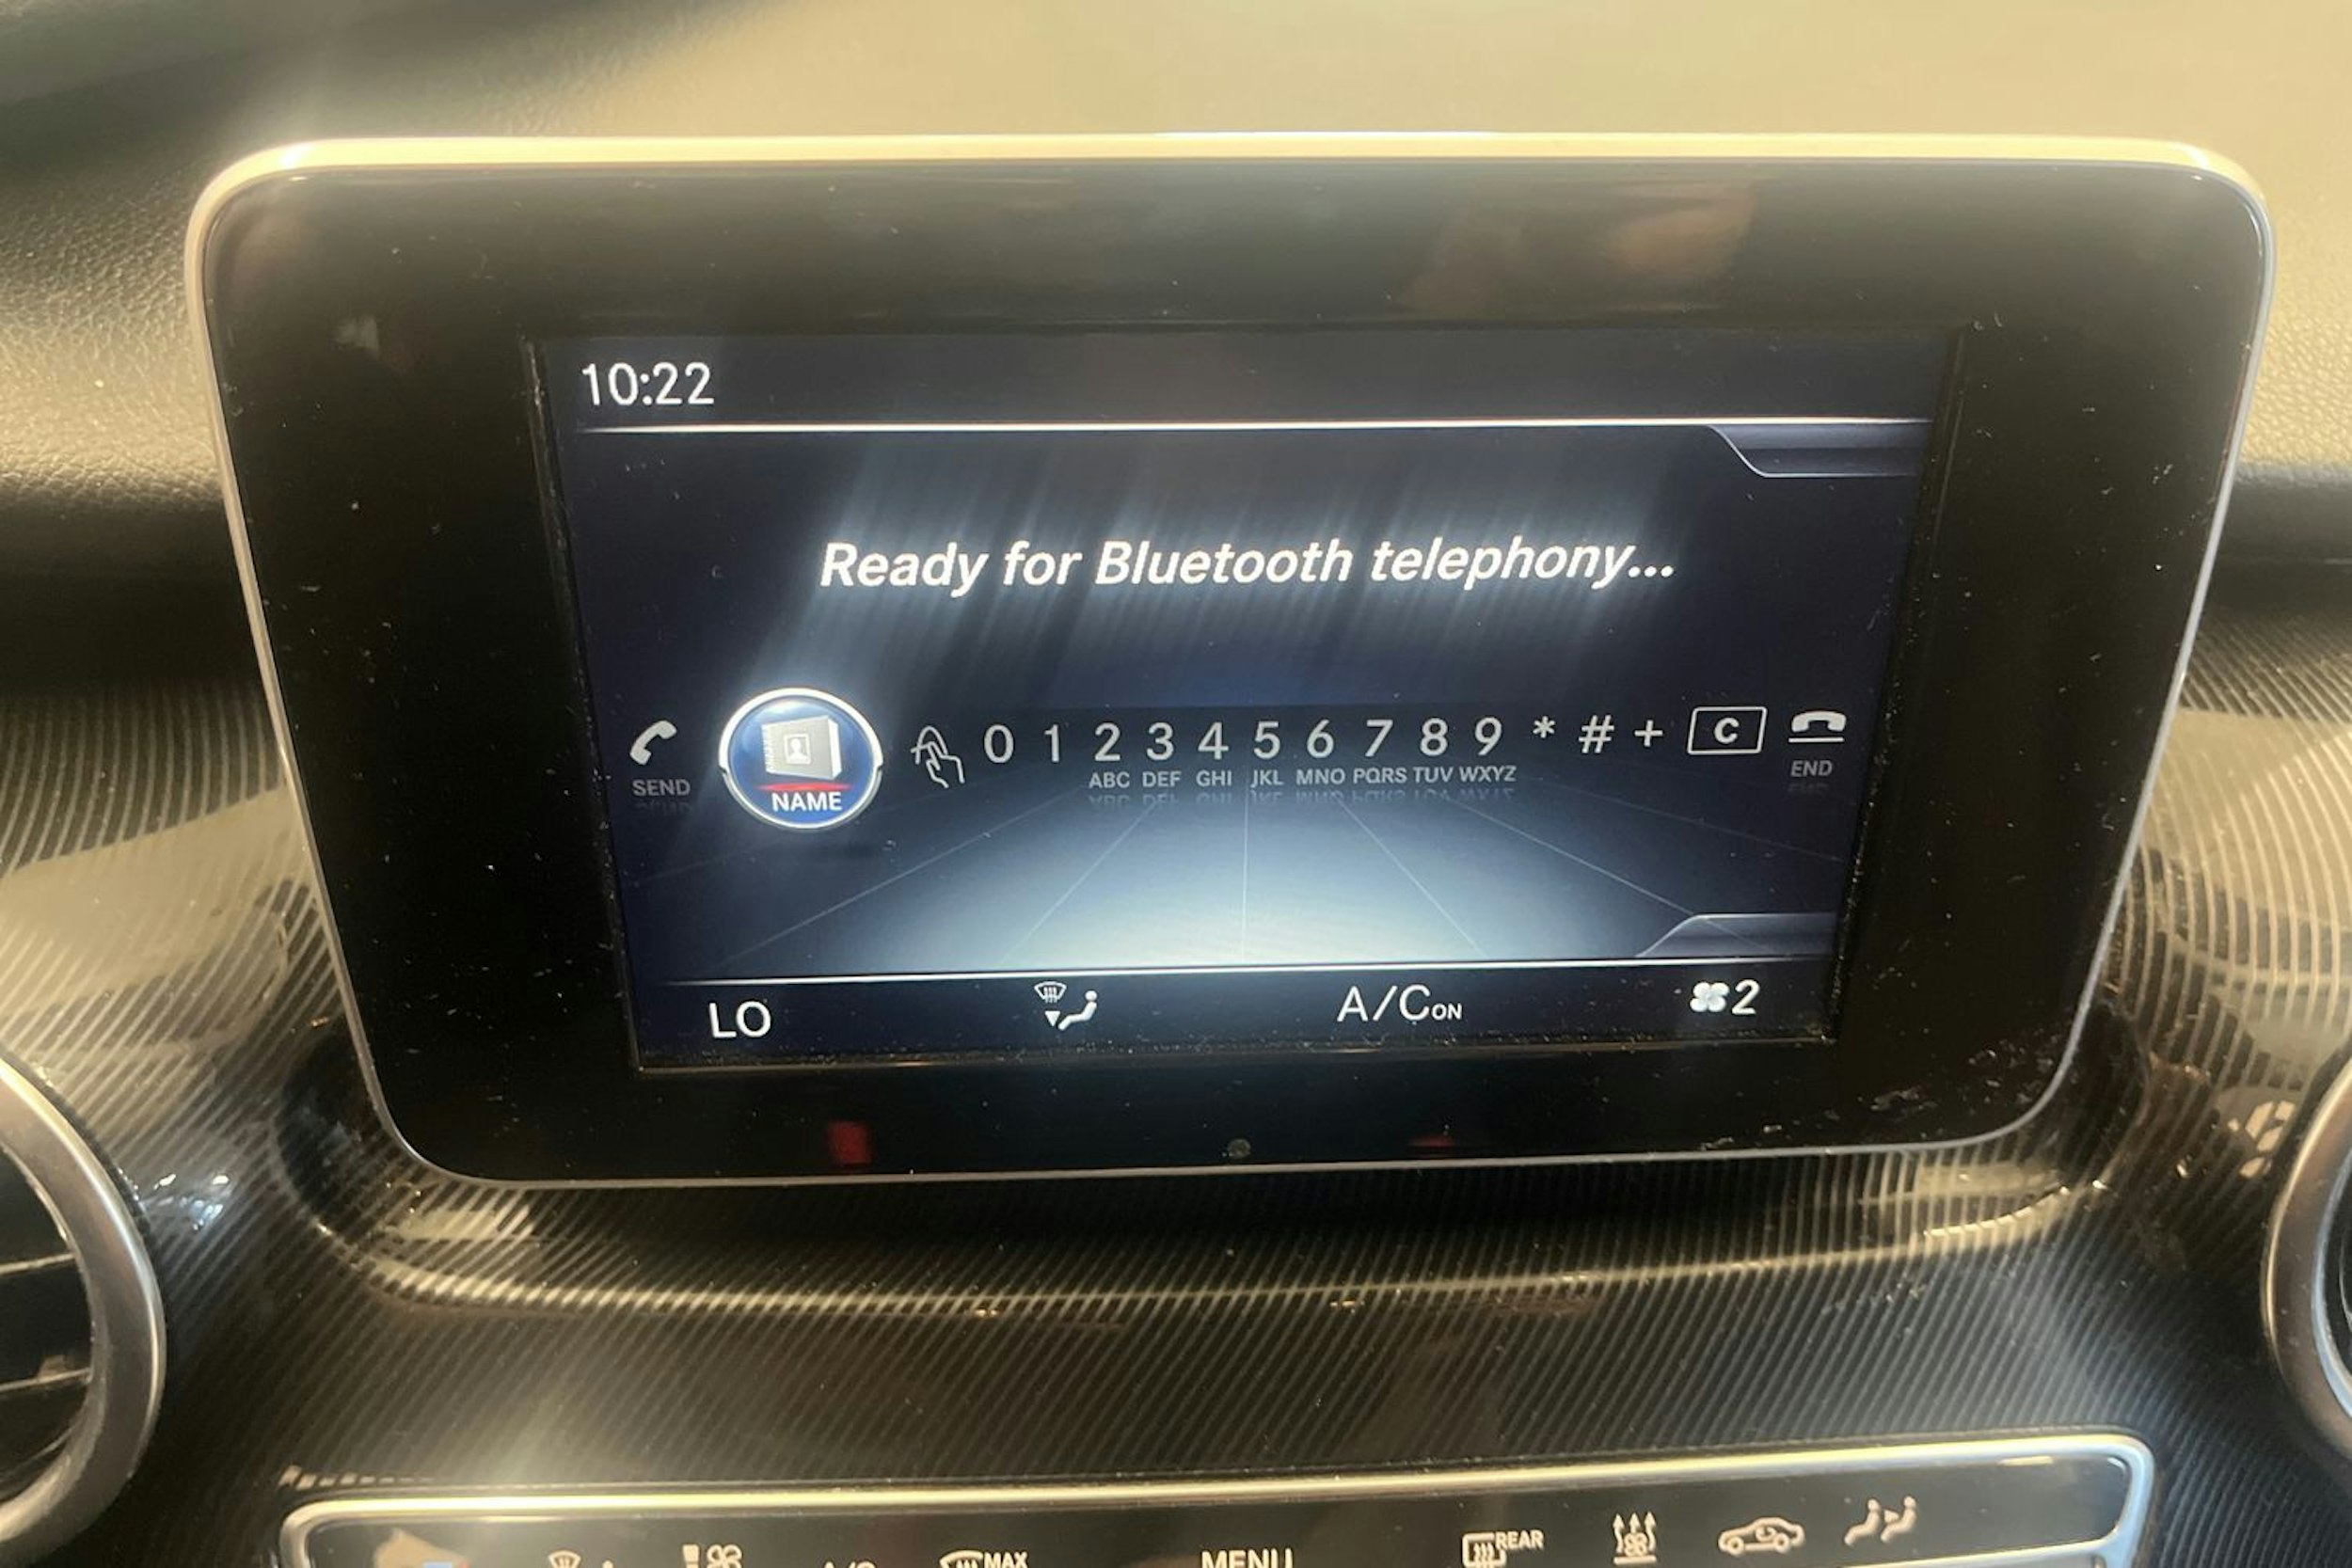 10:22
Ready for Bluetooth telephony...
SEND
NAME
0 1 2 3 4 5 6 7 8 9 * # + C
ABC DEF GHI JKL MNO PQRS TUV WXYZ
END
LO A/C ON 2
MAX MENU REAR